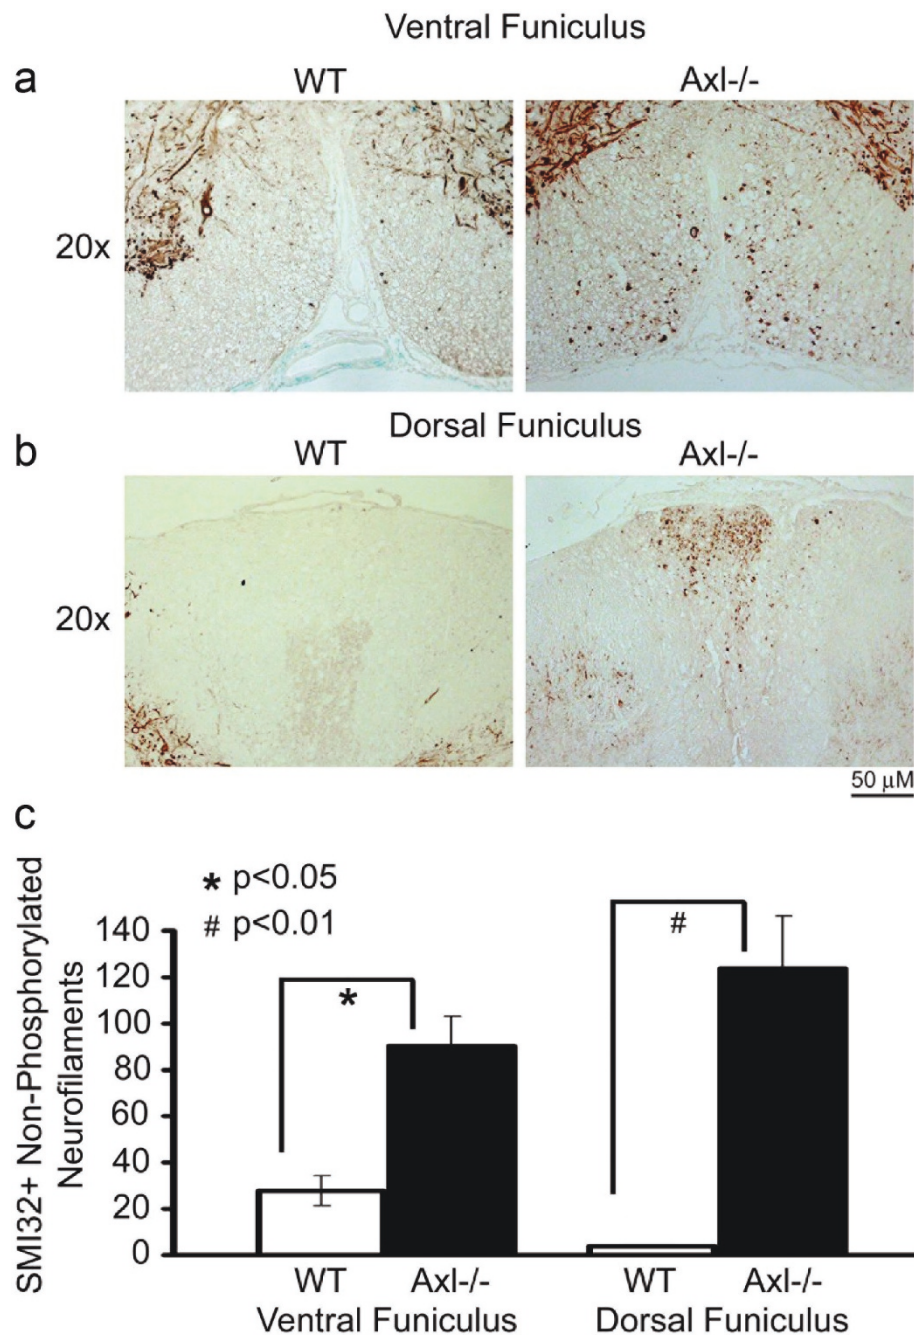 Ventral Funiculus
a
WT Axl-/-
20x
Dorsal Funiculus
b
WT Axl-/-
20x
50 µM
c
SMI32+ Non-Phosphorylated
Neurofilaments
* p<0.05
# p<0.01
140
120
100
80
60
40
20
0
*
#
WT Axl-/- WT Axl-/-
Ventral Funiculus Dorsal Funiculus